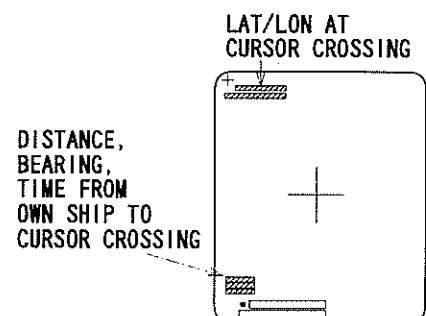 LAT/LON AT
CURSOR CROSSING
DISTANCE,
BEARING,
TIME FROM
OWN SHIP TO
CURSOR CROSSING